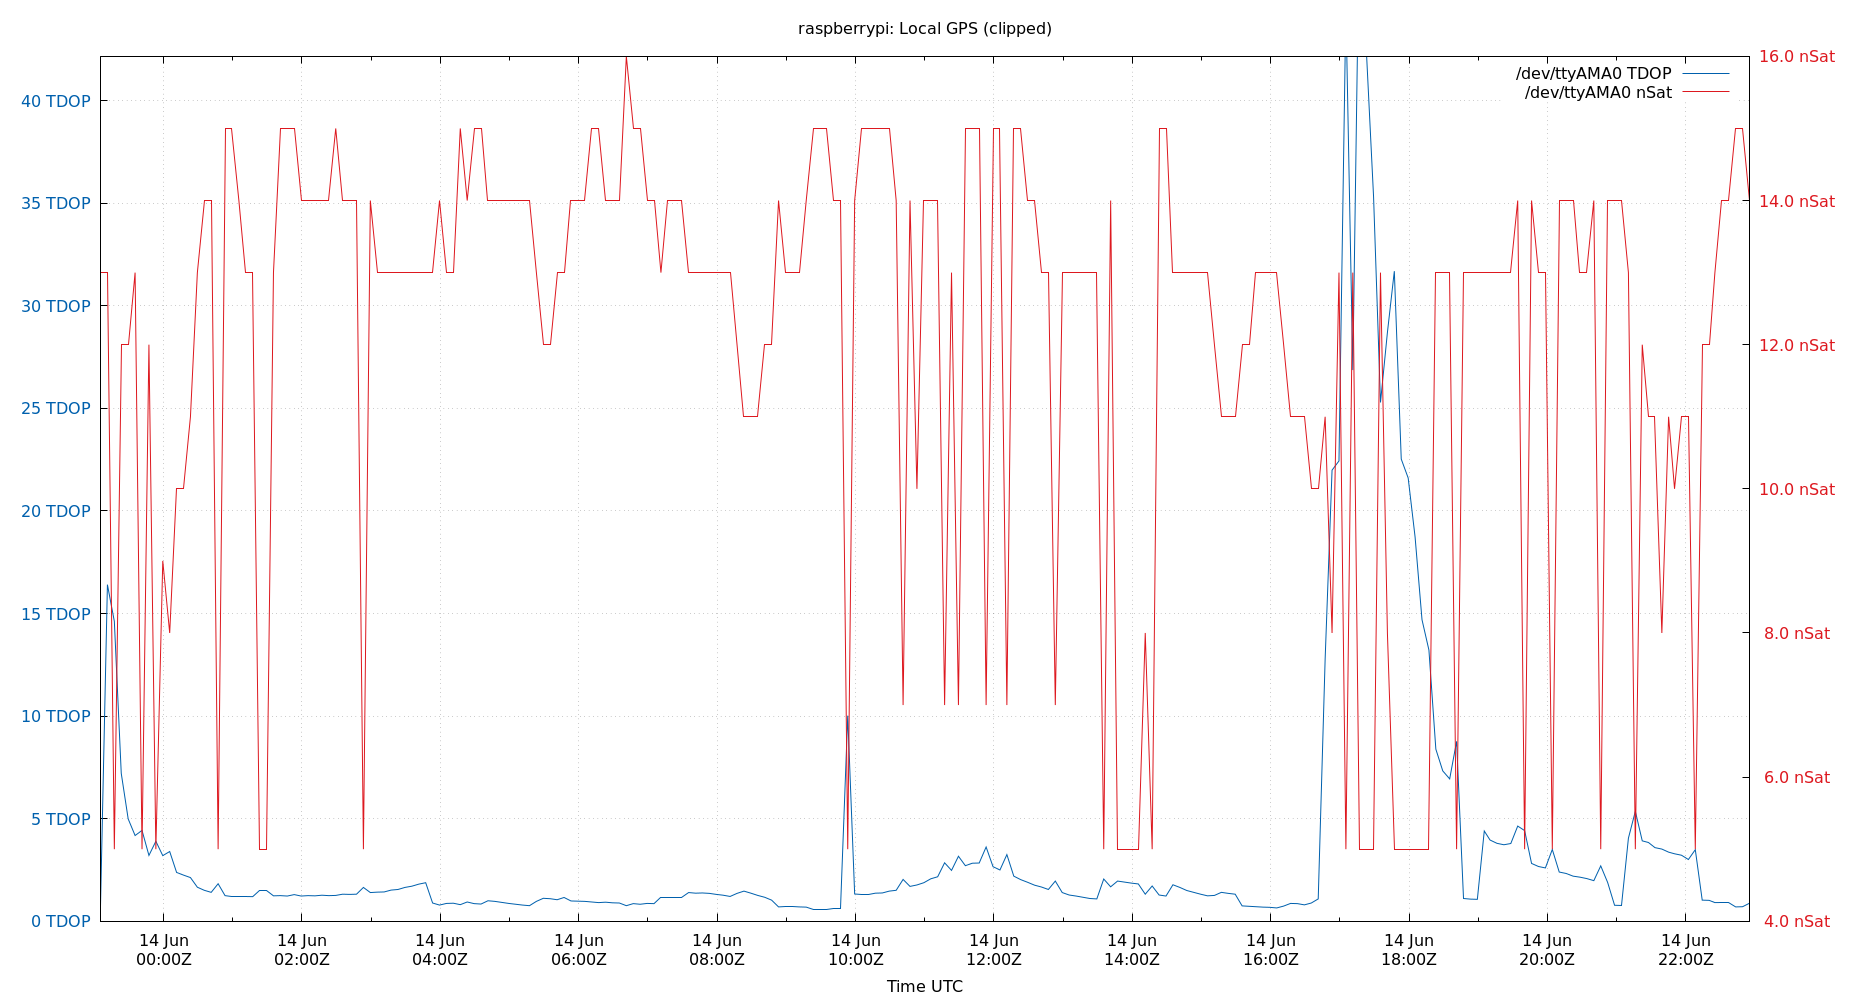 raspberrypi: Local GPS (clipped)
/dev/ttyAMA0 TDOP
/dev/ttyAMA0 nSat
40 TDOP
35 TDOP
30 TDOP
25 TDOP
20 TDOP
15 TDOP
10 TDOP
5 TDOP
0 TDOP
16.0 nSat
14.0 nSat
12.0 nSat
10.0 nSat
8.0 nSat
6.0 nSat
4.0 nSat
14 Jun 14 Jun 14 Jun 14 Jun 14 Jun 14 Jun 14 Jun 14 Jun 14 Jun 14 Jun 14 Jun 14 Jun
00:00Z 02:00Z 04:00Z 06:00Z 08:00Z 10:00Z 12:00Z 14:00Z 16:00Z 18:00Z 20:00Z 22:00Z
Time UTC